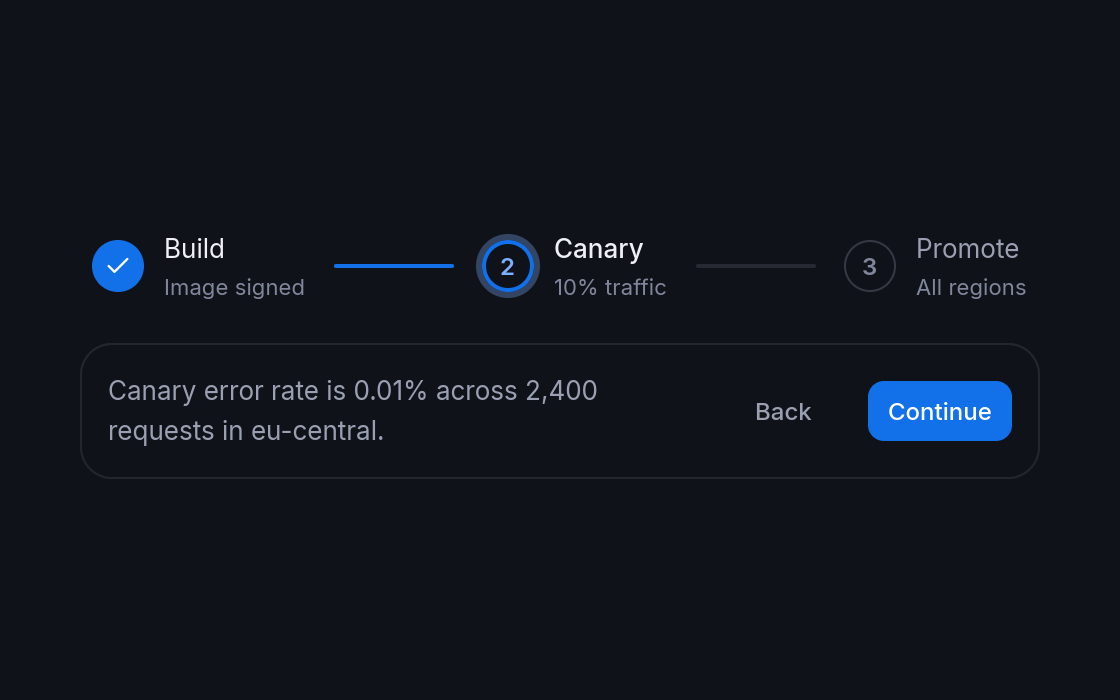 Build
Image signed
2
Canary
10% traffic
3
Promote
All regions
Canary error rate is 0.01% across 2,400
requests in eu-central.
Back
Continue